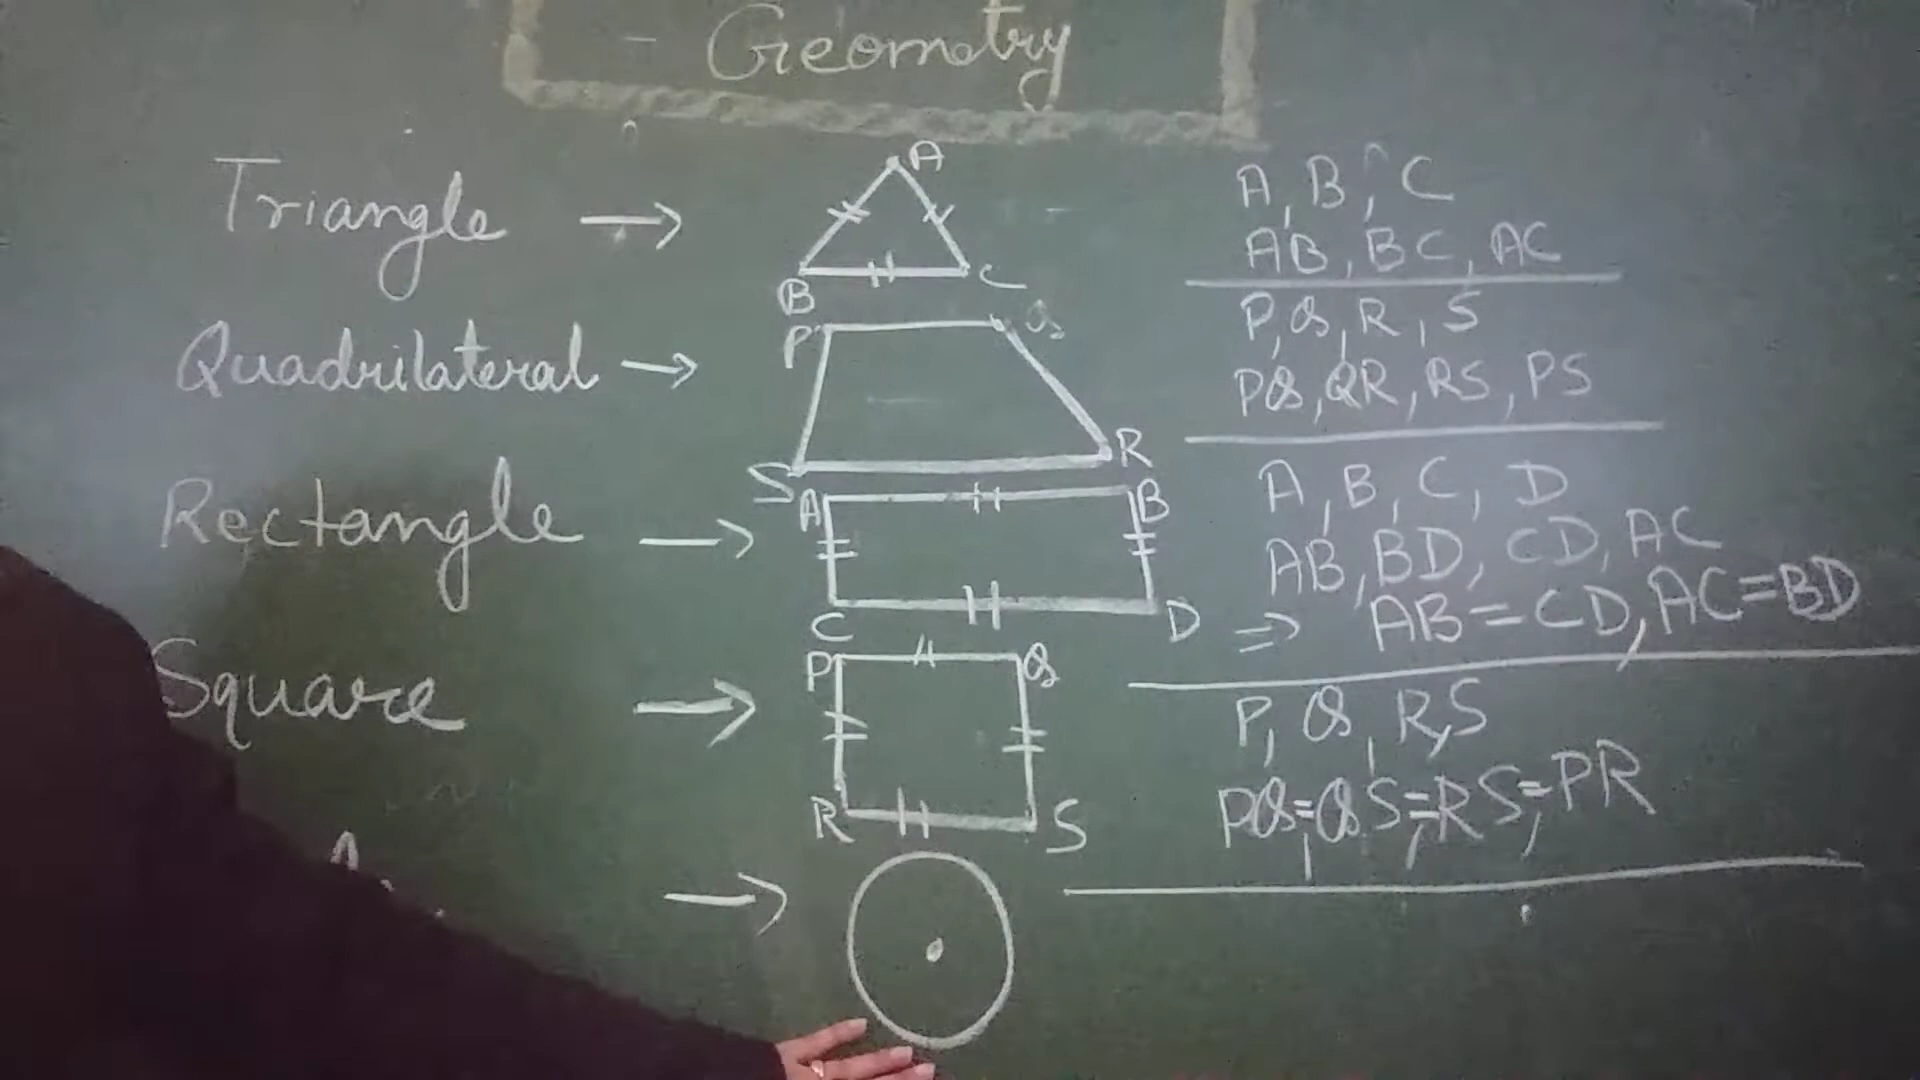 Geometry
Triangle →
A
B
C
A, B, C
AB, BC, AC
Quadrilateral →
P
Q
S
R
P, Q, R, S
PQ, QR, RS, PS
Rectangle →
A
B
C
D
A, B, C, D
AB, BD, CD, AC
⇒ AB = CD, AC = BD
Square →
P
Q
R
S
P, Q, R, S
PQ = QS = RS = PR
→